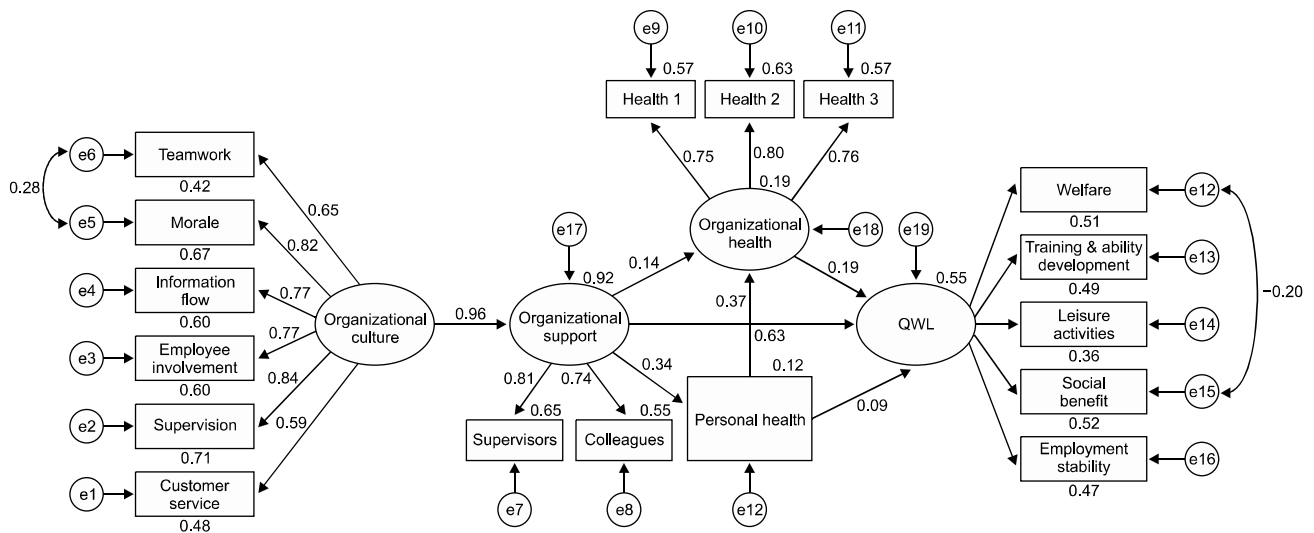 e9
e10
e11
0.57
0.63
0.57
Health 1
Health 2
Health 3
0.75
0.80
0.76
0.19
Organizational
health
e18
e6
Teamwork
0.42
0.28
e5
Morale
0.67
e4
Information
flow
0.60
e3
Employee
involvement
0.60
e2
Supervision
0.71
e1
Customer
service
0.48
0.65
0.82
0.77
0.77
0.84
0.59
Organizational
culture
0.96
e17
0.92
Organizational
support
0.14
0.37
0.19
0.63
0.34
0.81
0.74
0.65
0.55
Supervisors
Colleagues
e7
e8
0.12
Personal health
e12
0.09
e19
0.55
QWL
Welfare
0.51
e12
Training & ability
development
0.49
e13
Leisure
activities
0.36
e14
Social
benefit
0.52
e15
Employment
stability
0.47
e16
−0.20